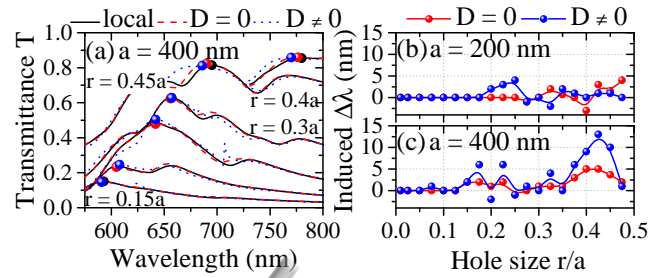 local D = 0 D ≠ 0
D = 0 D ≠ 0
(a) a = 400 nm
r = 0.45a
r = 0.4a
r = 0.3a
r = 0.15a
1.0
0.8
0.6
0.4
0.2
0.0
Transmittance T
600 650 700 750 800
Wavelength (nm)
(b) a = 200 nm
15
10
5
0
(c) a = 400 nm
15
10
5
0
Induced Δλ (nm)
0.0 0.1 0.2 0.3 0.4 0.5
Hole size r/a